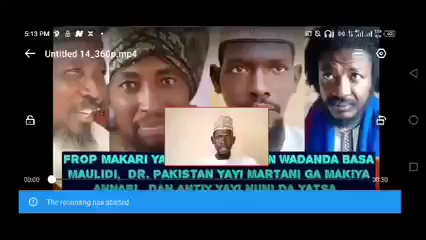 5:13 PM
Untitled 14_360p.mp4
FROP MAKARI YA N WADANDA BASA
MAULIDI, DR. PAKISTAN YAYI MARTANI GA MAKIYA
ANNABI, DAN ANTIY YAYI NUNI DA YATSA
00:00
00:30
The recording has started